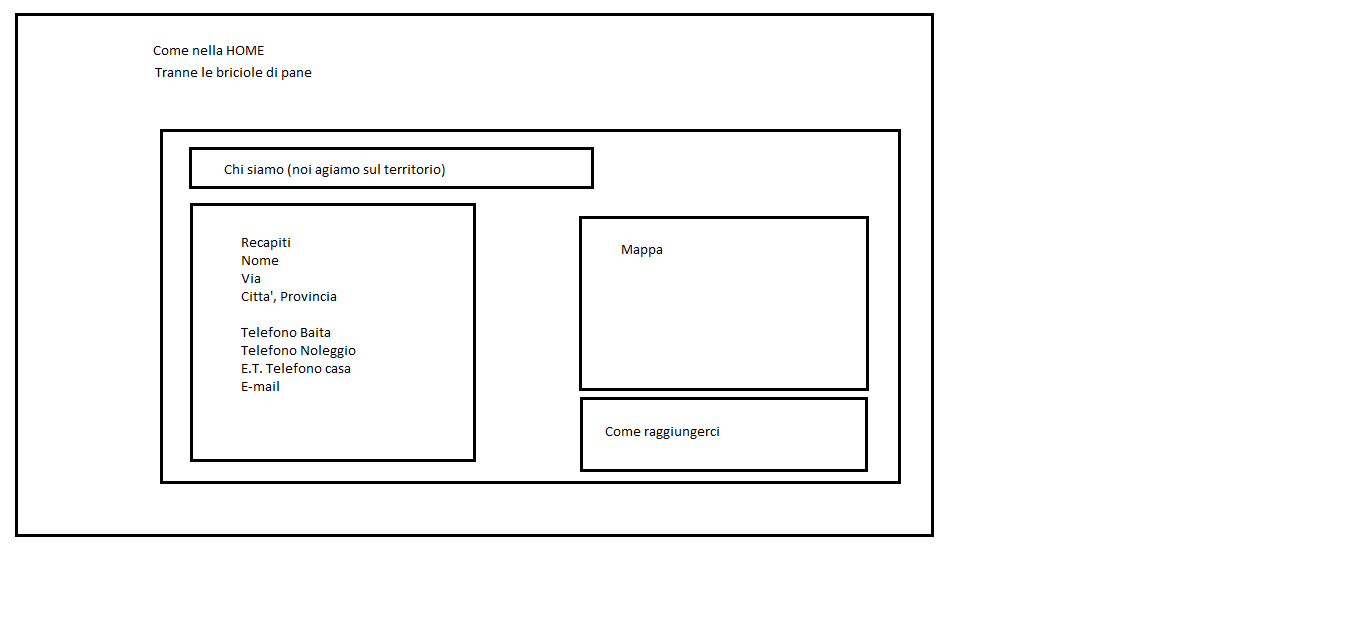 Come nella HOME
Tranne le briciole di pane
Chi siamo (noi agiamo sul territorio)
Recapiti
Nome
Via
Citta', Provincia
Telefono Baita
Telefono Noleggio
E.T. Telefono casa
E-mail
Mappa
Come raggiungerci